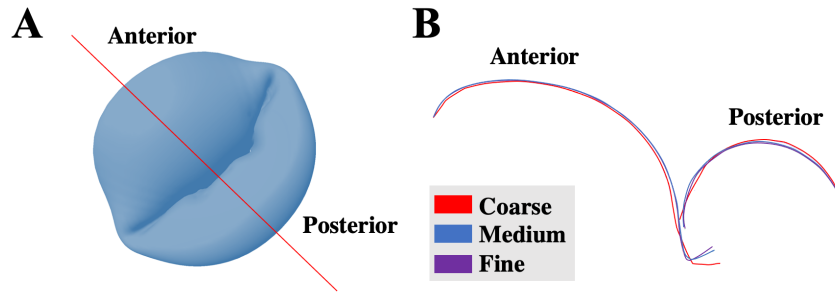 A
Anterior
Posterior
B
Anterior
Posterior
Coarse
Medium
Fine